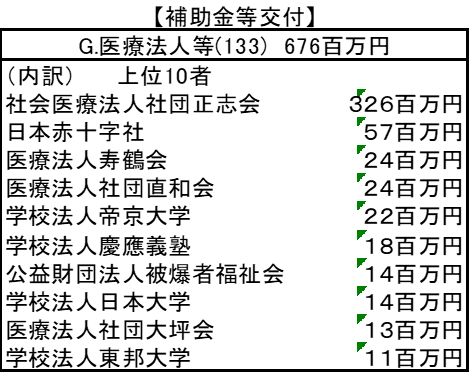 【補助金等交付】
G.医療法人等(133) 676百万円
(内訳) 上位10者
社会医療法人社団正志会 326百万円
日本赤十字社 57百万円
医療法人寿鶴会 24百万円
医療法人社団直和会 24百万円
学校法人帝京大学 22百万円
学校法人慶應義塾 18百万円
公益財団法人被爆者福祉会 14百万円
学校法人日本大学 14百万円
医療法人社団大坪会 13百万円
学校法人東邦大学 11百万円